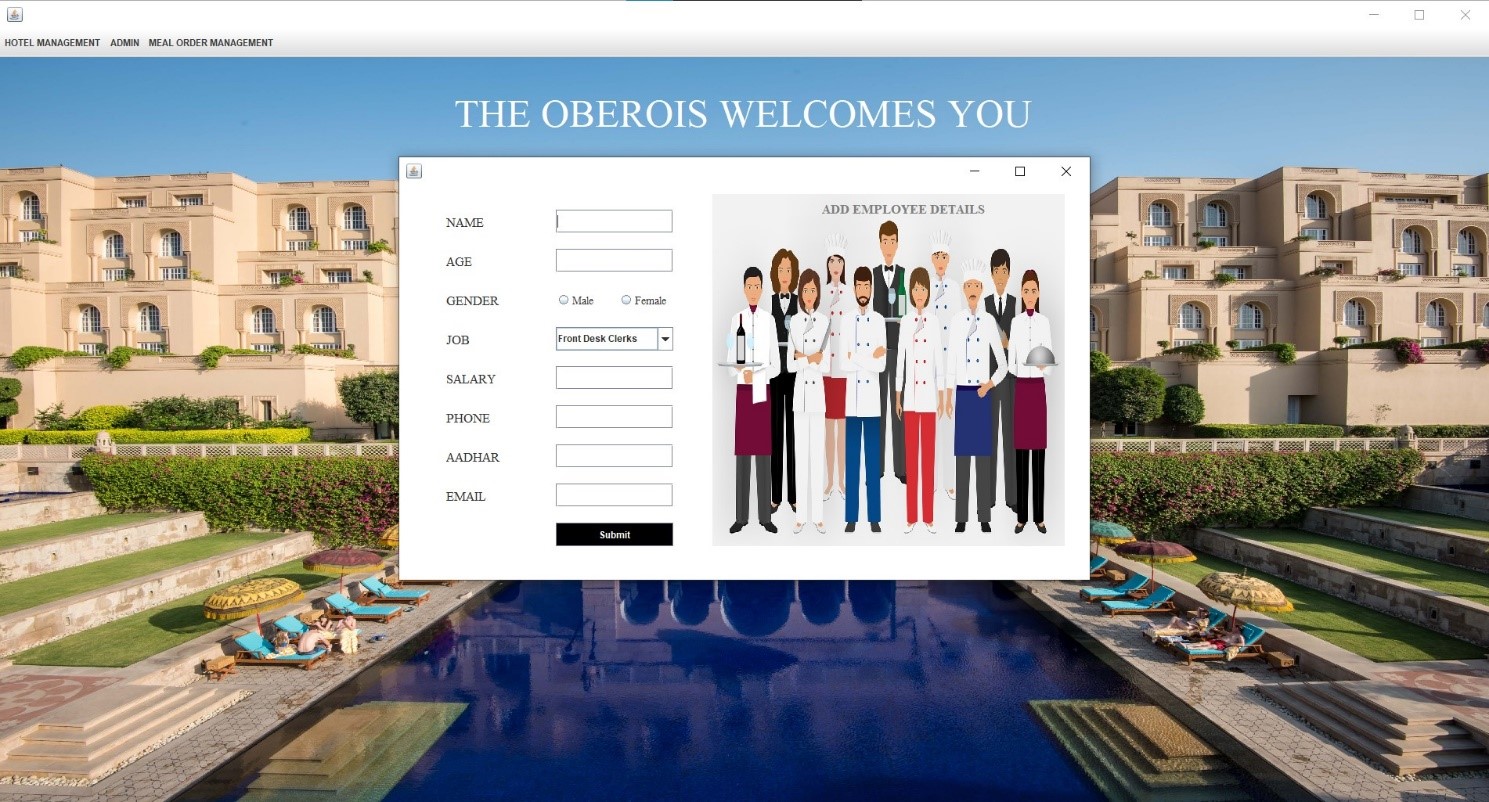 HOTEL MANAGEMENT ADMIN MEAL ORDER MANAGEMENT
THE OBEROIS WELCOMES YOU
ADD EMPLOYEE DETAILS
NAME
AGE
GENDER Male Female
JOB Front Desk Clerks
SALARY
PHONE
AADHAR
EMAIL
Submit